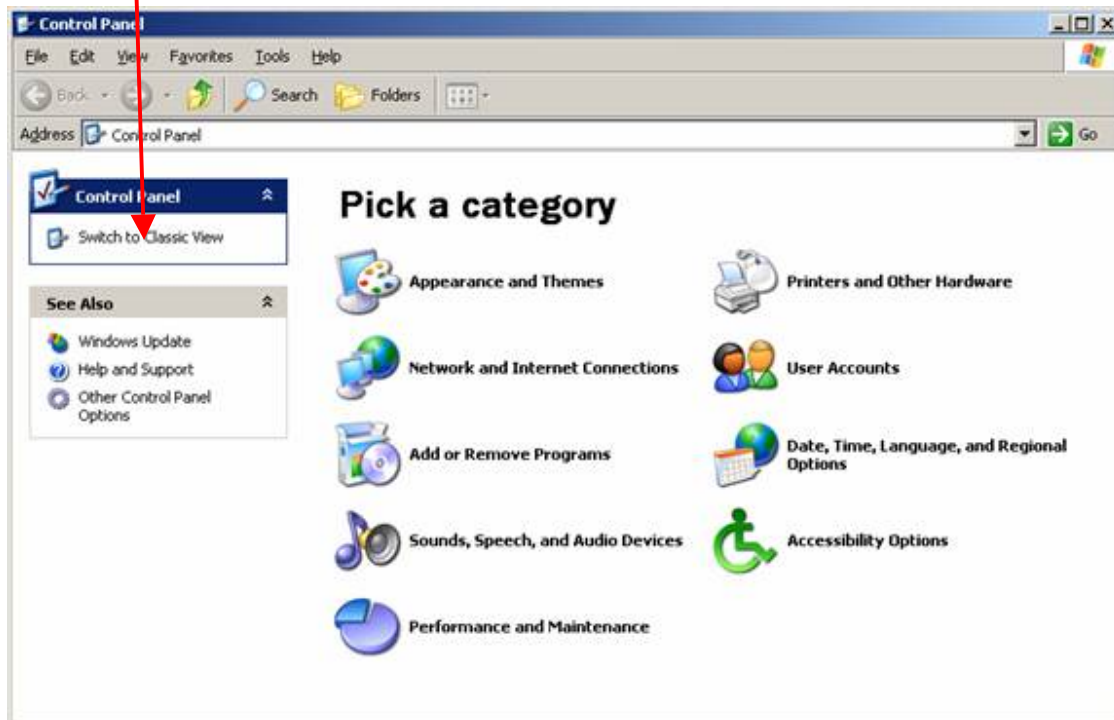 Control Panel
File Edit View Favorites Tools Help
Back Search Folders
Address Control Panel Go
Control Panel
Switch to Classic View
See Also
Windows Update
Help and Support
Other Control Panel
Options
Pick a category
Appearance and Themes
Printers and Other Hardware
Network and Internet Connections
User Accounts
Add or Remove Programs
Date, Time, Language, and Regional
Options
Sounds, Speech, and Audio Devices
Accessibility Options
Performance and Maintenance